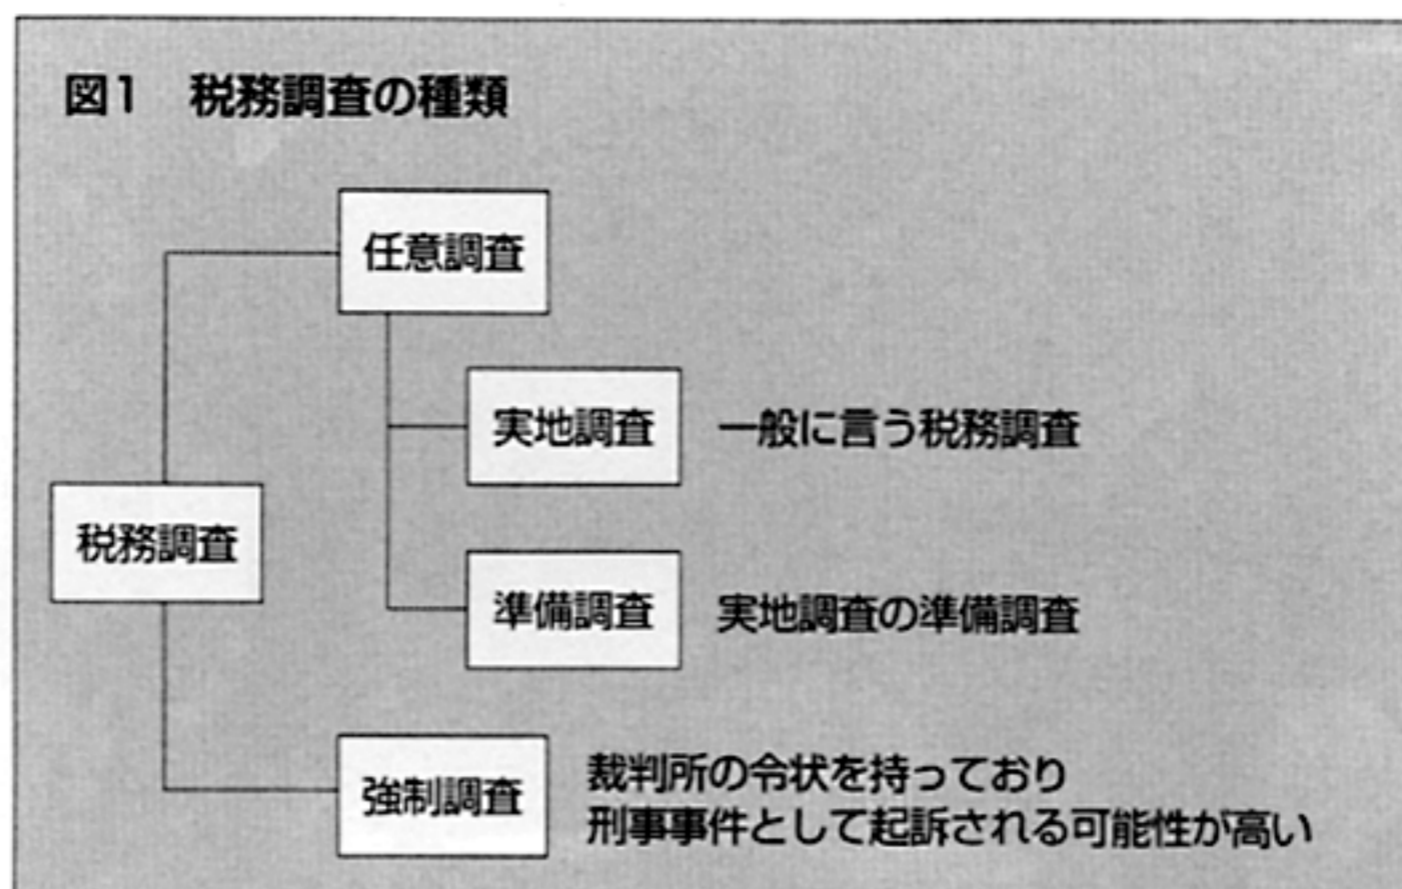 図1 税務調査の種類
任意調査
実地調査 一般に言う税務調査
税務調査
準備調査 実地調査の準備調査
強制調査 裁判所の令状を持っており
刑事事件として起訴される可能性が高い